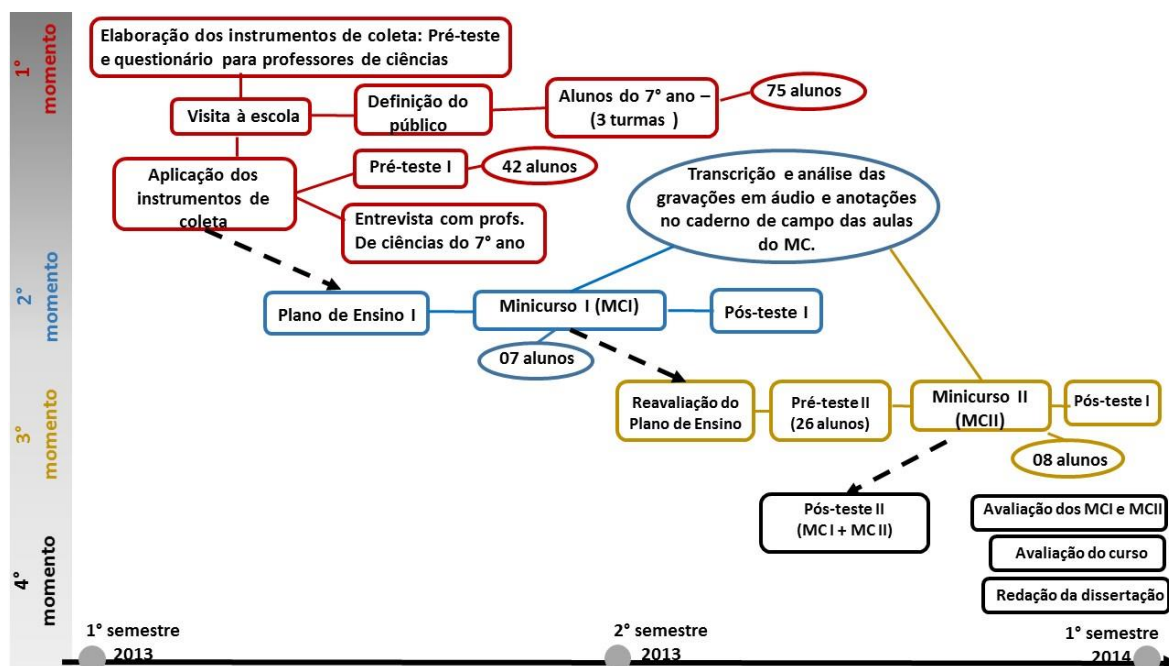 1° momento
Elaboração dos instrumentos de coleta: Pré-teste
e questionário para professores de ciências
Visita à escola
Definição do
público
Alunos do 7° ano –
(3 turmas )
75 alunos
Aplicação dos
instrumentos de
coleta
Pré-teste I
42 alunos
Entrevista com profs.
De ciências do 7° ano
Transcrição e análise das
gravações em áudio e anotações
no caderno de campo das aulas
do MC.
2° momento
Plano de Ensino I
Minicurso I (MCI)
Pós-teste I
07 alunos
3° momento
Reavaliação do
Plano de Ensino
Pré-teste II
(26 alunos)
Minicurso II
(MCII)
Pós-teste I
08 alunos
4° momento
Pós-teste II
(MC I + MC II)
Avaliação dos MCI e MCII
Avaliação do curso
Redação da dissertação
1° semestre
2013
2° semestre
2013
1° semestre
2014